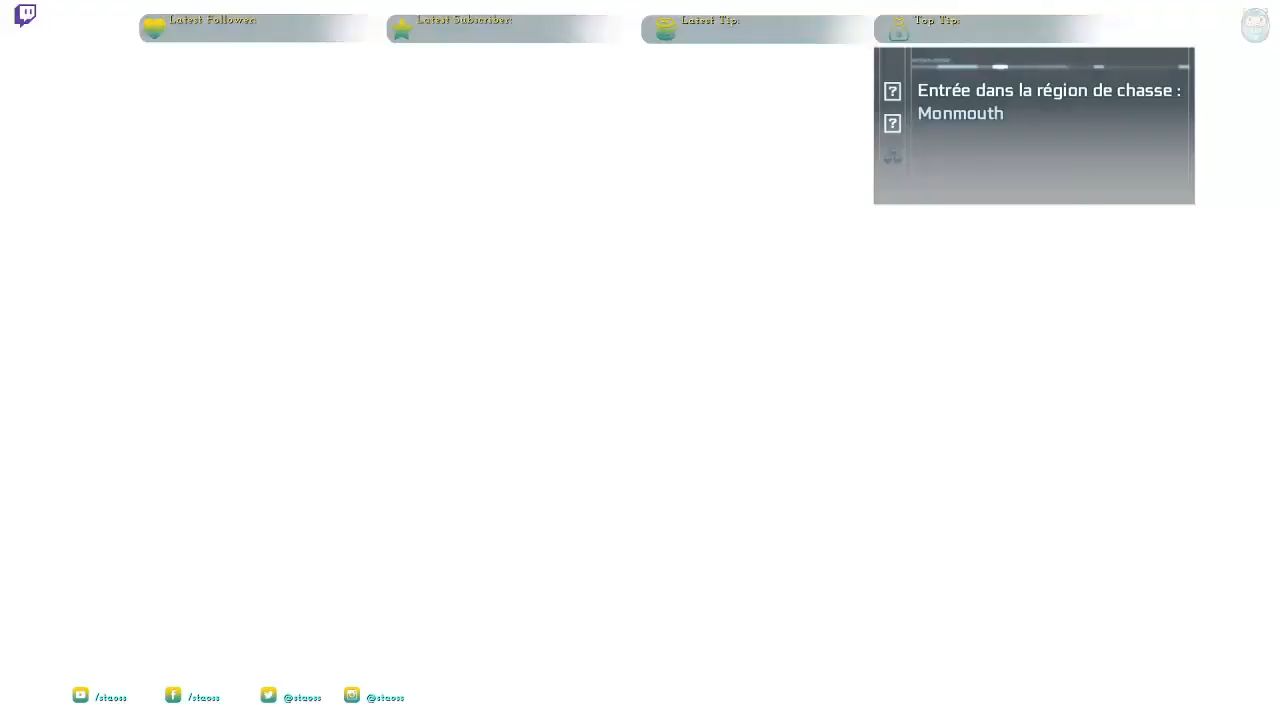 Latest Follower:
Latest Subscriber:
Latest Tip:
Top Tip:
Entrée dans la région de chasse :
Monmouth
/staoss
/staoss
@staoss
@staoss